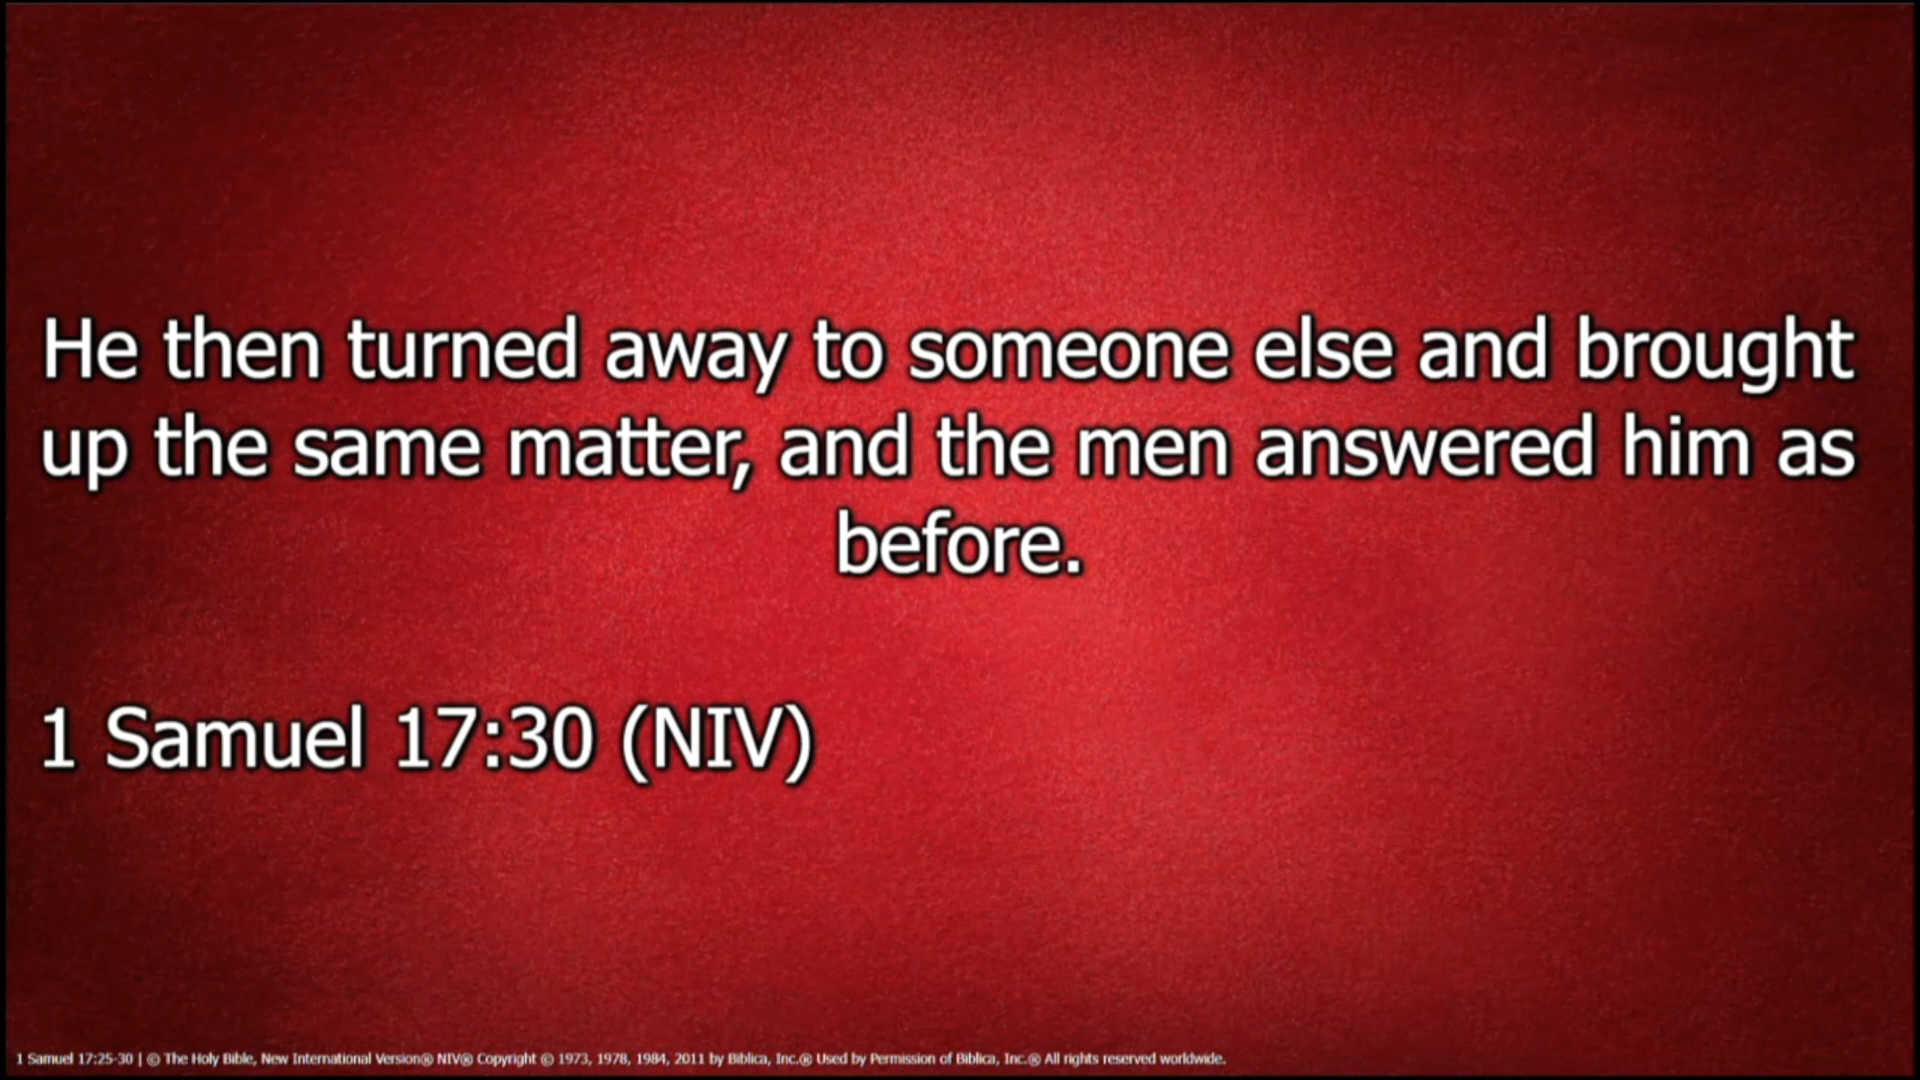 He then turned away to someone else and brought
up the same matter, and the men answered him as
before.
1 Samuel 17:30 (NIV)
1 Samuel 17:25-30 | © The Holy Bible, New International Version® NIV® Copyright © 1973, 1978, 1984, 2011 by Biblica, Inc.® Used by Permission of Biblica, Inc.® All rights reserved worldwide.